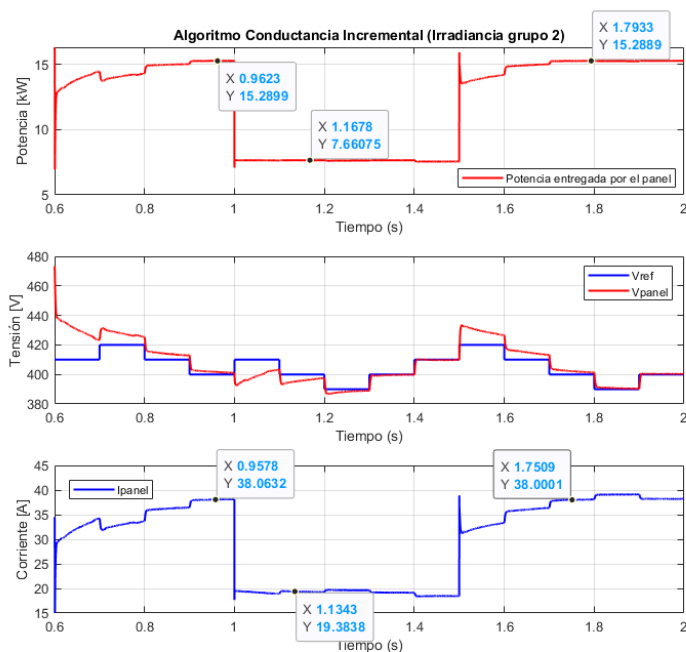 Algoritmo Conductancia Incremental (Irradiancia grupo 2)
Potencia [kW]
15
10
5
X 0.9623
Y 15.2899
X 1.1678
Y 7.66075
X 1.7933
Y 15.2889
Potencia entregada por el panel
0.6 0.8 1 1.2 1.4 1.6 1.8 2
Tiempo (s)
Tensión [V]
480
460
440
420
400
380
Vref
Vpanel
0.6 0.8 1 1.2 1.4 1.6 1.8 2
Tiempo (s)
Corriente [A]
45
40
35
30
25
20
15
Ipanel
X 0.9578
Y 38.0632
X 1.7509
Y 38.0001
X 1.1343
Y 19.3838
0.6 0.8 1 1.2 1.4 1.6 1.8 2
Tiempo (s)